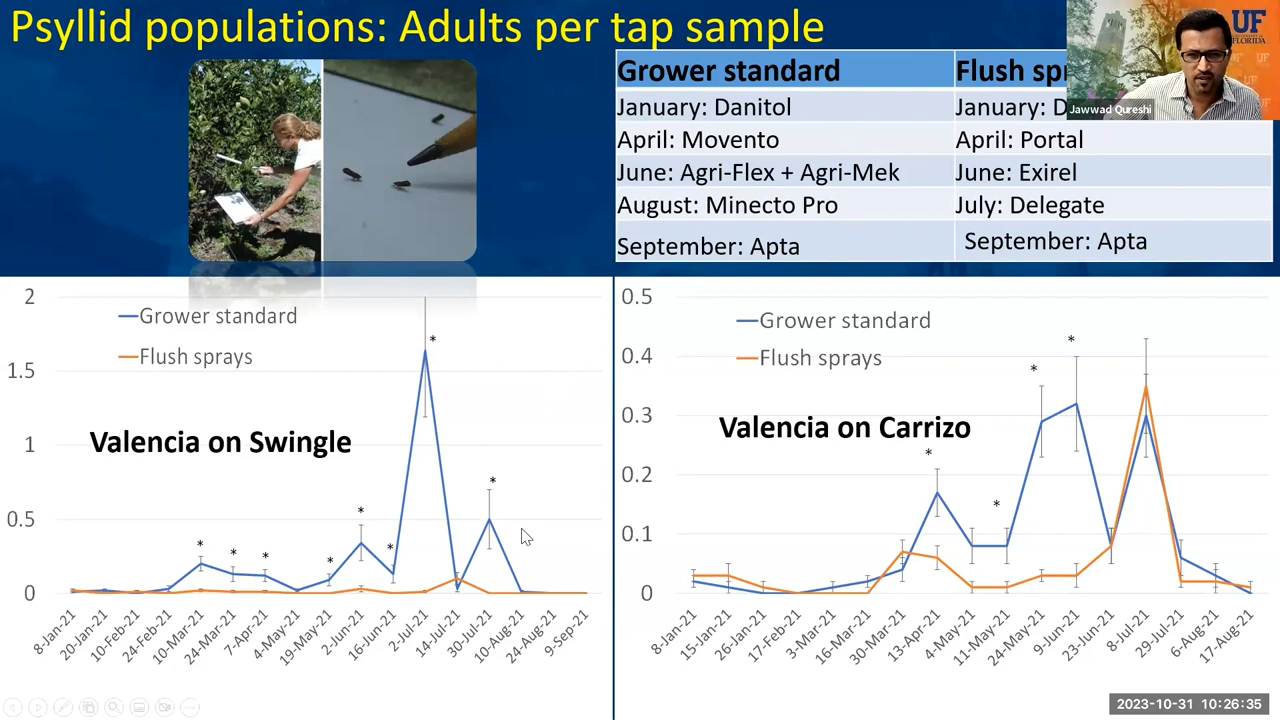 Psyllid populations: Adults per tap sample
UF
FLORIDA
Jawwad Qureshi
Grower standard
Flush
January: Danitol
January:
April: Movento
April: Portal
June: Agri-Flex + Agri-Mek
June: Exirel
August: Minecto Pro
July: Delegate
September: Apta
September: Apta
2
1.5
1
0.5
0
Grower standard
Flush sprays
Valencia on Swingle
* * * * * * * *
8-Jan-21
20-Jan-21
10-Feb-21
24-Feb-21
10-Mar-21
24-Mar-21
7-Apr-21
4-May-21
19-May-21
2-Jun-21
16-Jun-21
2-Jul-21
14-Jul-21
30-Jul-21
10-Aug-21
24-Aug-21
9-Sep-21
0.5
0.4
0.3
0.2
0.1
0
Grower standard
Flush sprays
Valencia on Carrizo
* * * *
8-Jan-21
15-Jan-21
26-Jan-21
17-Feb-21
3-Mar-21
16-Mar-21
30-Mar-21
13-Apr-21
4-May-21
11-May-21
24-May-21
9-Jun-21
23-Jun-21
8-Jul-21
29-Jul-21
6-Aug-21
17-Aug-21
2023-10-31 10:26:35